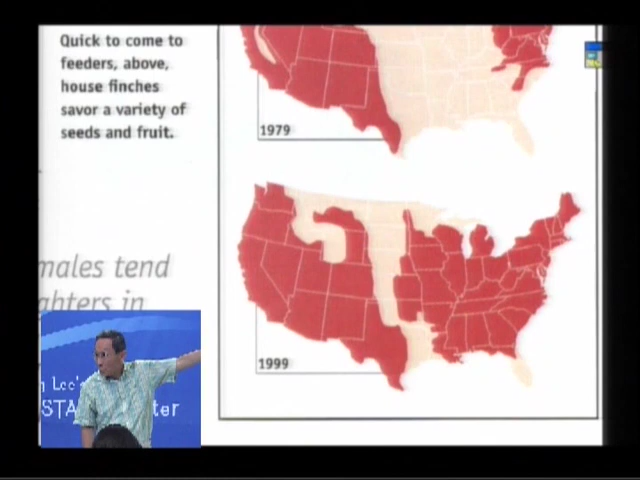 Quick to come to
feeders, above,
house finches
savor a variety of
seeds and fruit.
1979
males tend
ghters in
1999
n Lee's
STA
ter